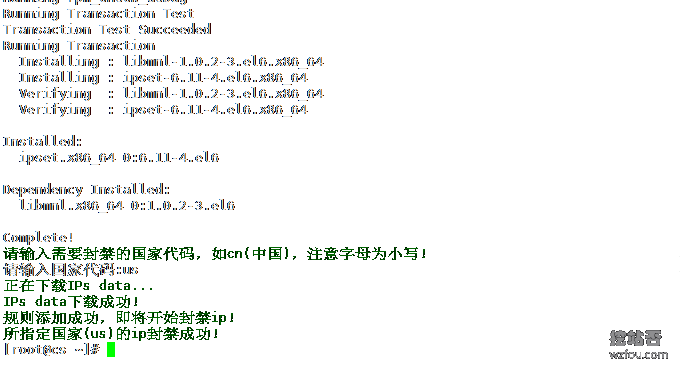 Running Transaction Test
Transaction Test Succeeded
Running Transaction
Installing : libmnl-1.0.2-3.el6.x86_64
Installing : ipset-6.11-4.el6.x86_64
Verifying : libmnl-1.0.2-3.el6.x86_64
Verifying : ipset-6.11-4.el6.x86_64
Installed:
ipset.x86_64 0:6.11-4.el6
Dependency Installed:
libmnl.x86_64 0:1.0.2-3.el6
Complete!
请输入需要封禁的国家代码，如cn(中国)，注意字母为小写！
请输入国家代码:us
正在下载IPs data...
IPs data下载成功！
规则添加成功，即将开始封禁ip！
所指定国家(us)的ip封禁成功！
[root@cs ~]#
挖站否
wzfou.com